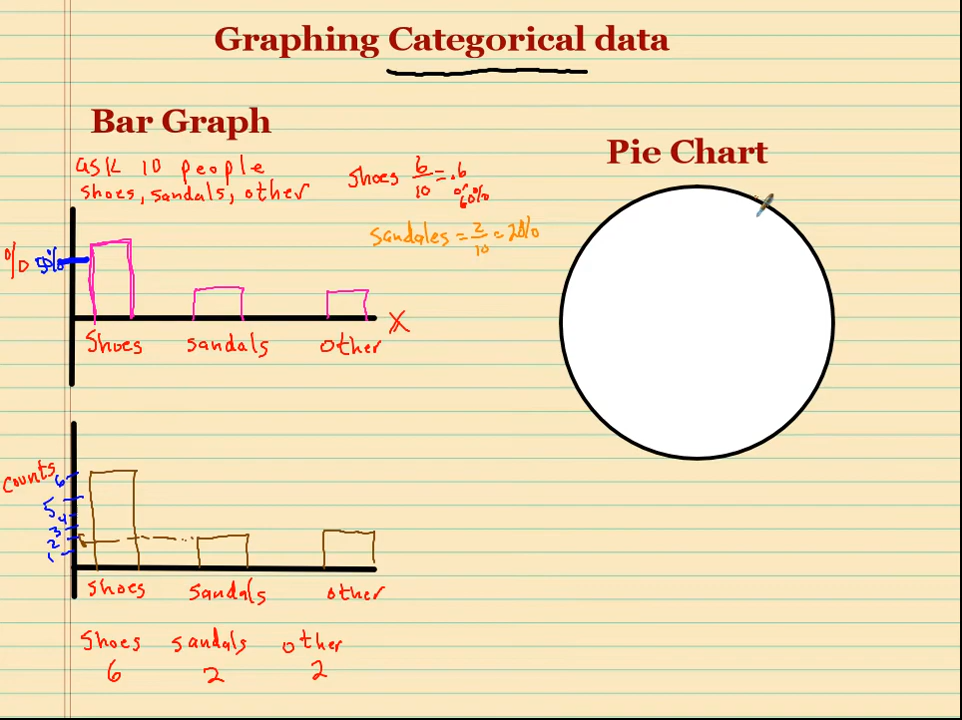 Graphing Categorical data
Bar Graph
ask 10 people
shoes, sandals, other
shoes 6/10 = .6
60%
sandales = 2/10 = 20%
% 50%
X
Shoes sandals other
Counts
6
5
4
3
2
1
shoes sandals other
Shoes sandals other
6 2 2
Pie Chart